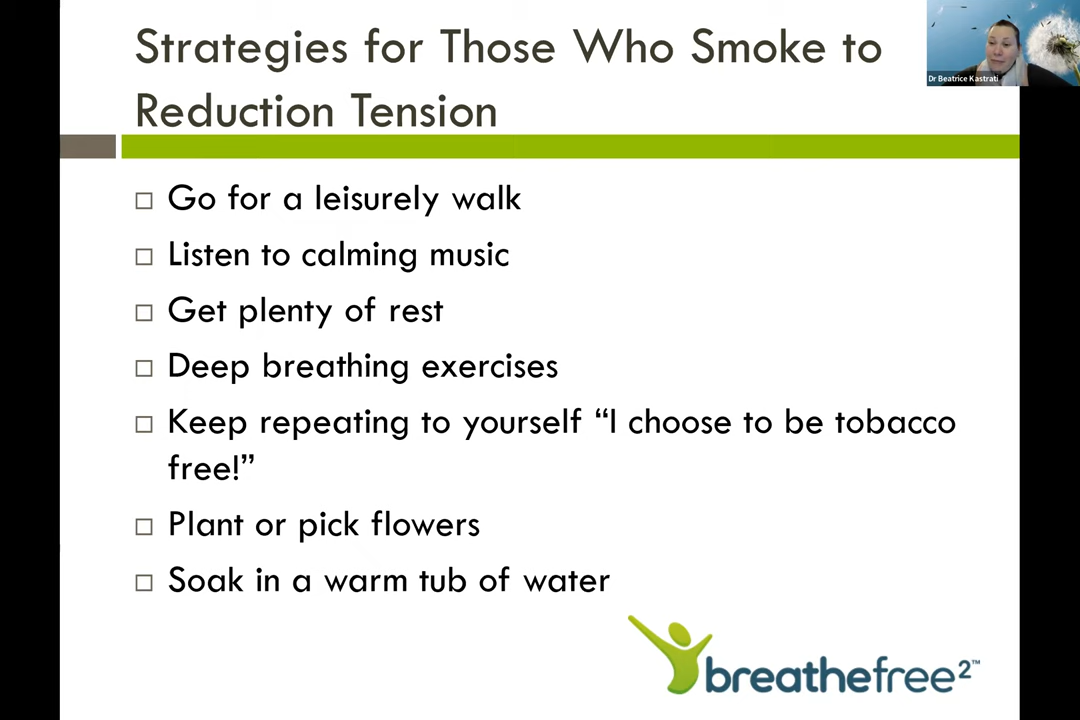 Strategies for Those Who Smoke to
Reduction Tension
Dr Beatrice Kastrati
Go for a leisurely walk
Listen to calming music
Get plenty of rest
Deep breathing exercises
Keep repeating to yourself “I choose to be tobacco
free!”
Plant or pick flowers
Soak in a warm tub of water
breathefree2™